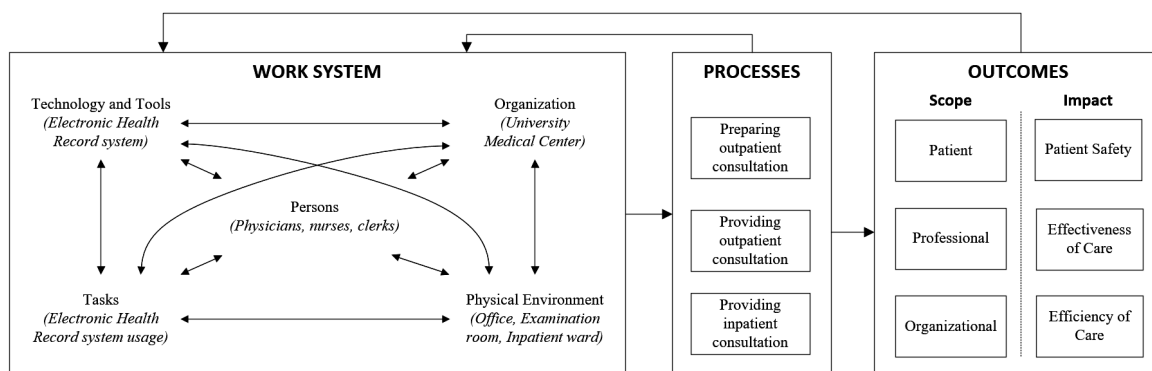 WORK SYSTEM
Technology and Tools
(Electronic Health
Record system)
Organization
(University
Medical Center)
Persons
(Physicians, nurses, clerks)
Tasks
(Electronic Health
Record system usage)
Physical Environment
(Office, Examination
room, Inpatient ward)
PROCESSES
Preparing
outpatient
consultation
Providing
outpatient
consultation
Providing
inpatient
consultation
OUTCOMES
Scope
Impact
Patient
Patient Safety
Professional
Effectiveness
of Care
Organizational
Efficiency of
Care